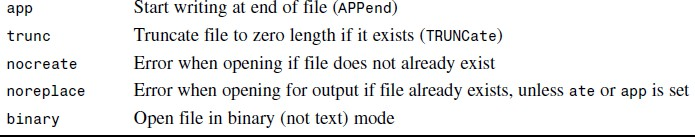 app Start writing at end of file (APPend)
trunc Truncate file to zero length if it exists (TRUNCate)
nocreate Error when opening if file does not already exist
noreplace Error when opening for output if file already exists, unless ate or app is set
binary Open file in binary (not text) mode